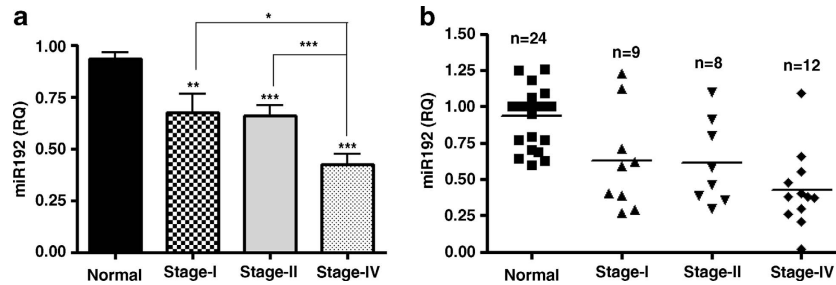 a
*
***
1.00
0.75
0.50
0.25
0.00
miR192 (RQ)
**
***
***
Normal Stage-I Stage-II Stage-IV
b
1.50
1.25
1.00
0.75
0.50
0.25
0.00
miR192 (RQ)
n=24
n=9
n=8
n=12
Normal Stage-I Stage-II Stage-IV